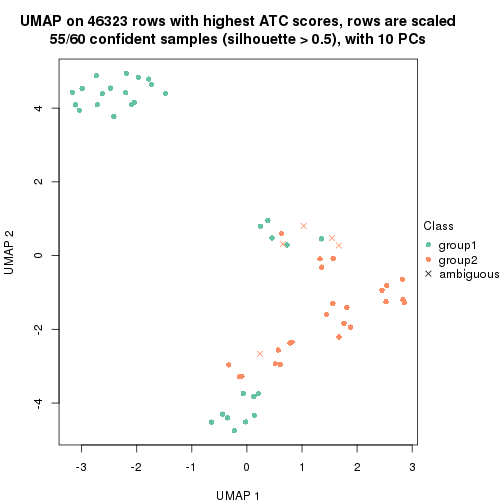 UMAP on 46323 rows with highest ATC scores, rows are scaled
55/60 confident samples (silhouette > 0.5), with 10 PCs
4
2
0
-2
-4
UMAP 2
-3
-2
-1
0
1
2
3
UMAP 1
Class
group1
group2
ambiguous